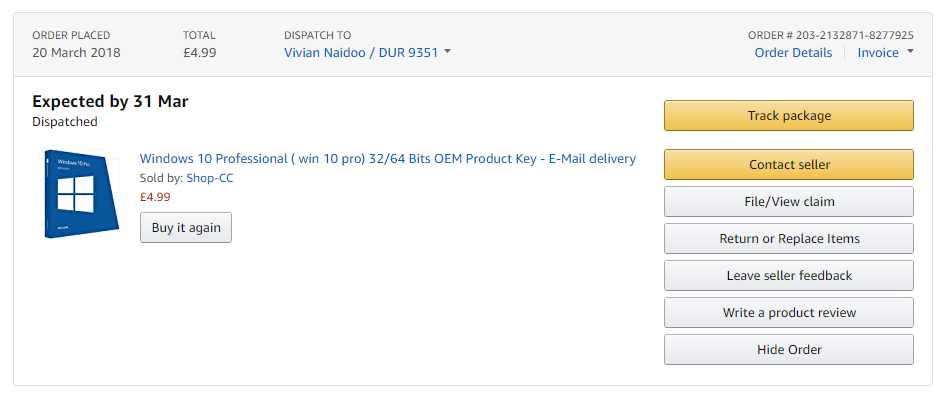 ORDER PLACED
20 March 2018
TOTAL
£4.99
DISPATCH TO
Vivian Naidoo / DUR 9351
ORDER # 203-2132871-8277925
Order Details
Invoice
Expected by 31 Mar
Dispatched
Windows 10 Pro
Windows 10 Professional ( win 10 pro) 32/64 Bits OEM Product Key - E-Mail delivery
Sold by: Shop-CC
£4.99
Buy it again
Track package
Contact seller
File/View claim
Return or Replace Items
Leave seller feedback
Write a product review
Hide Order